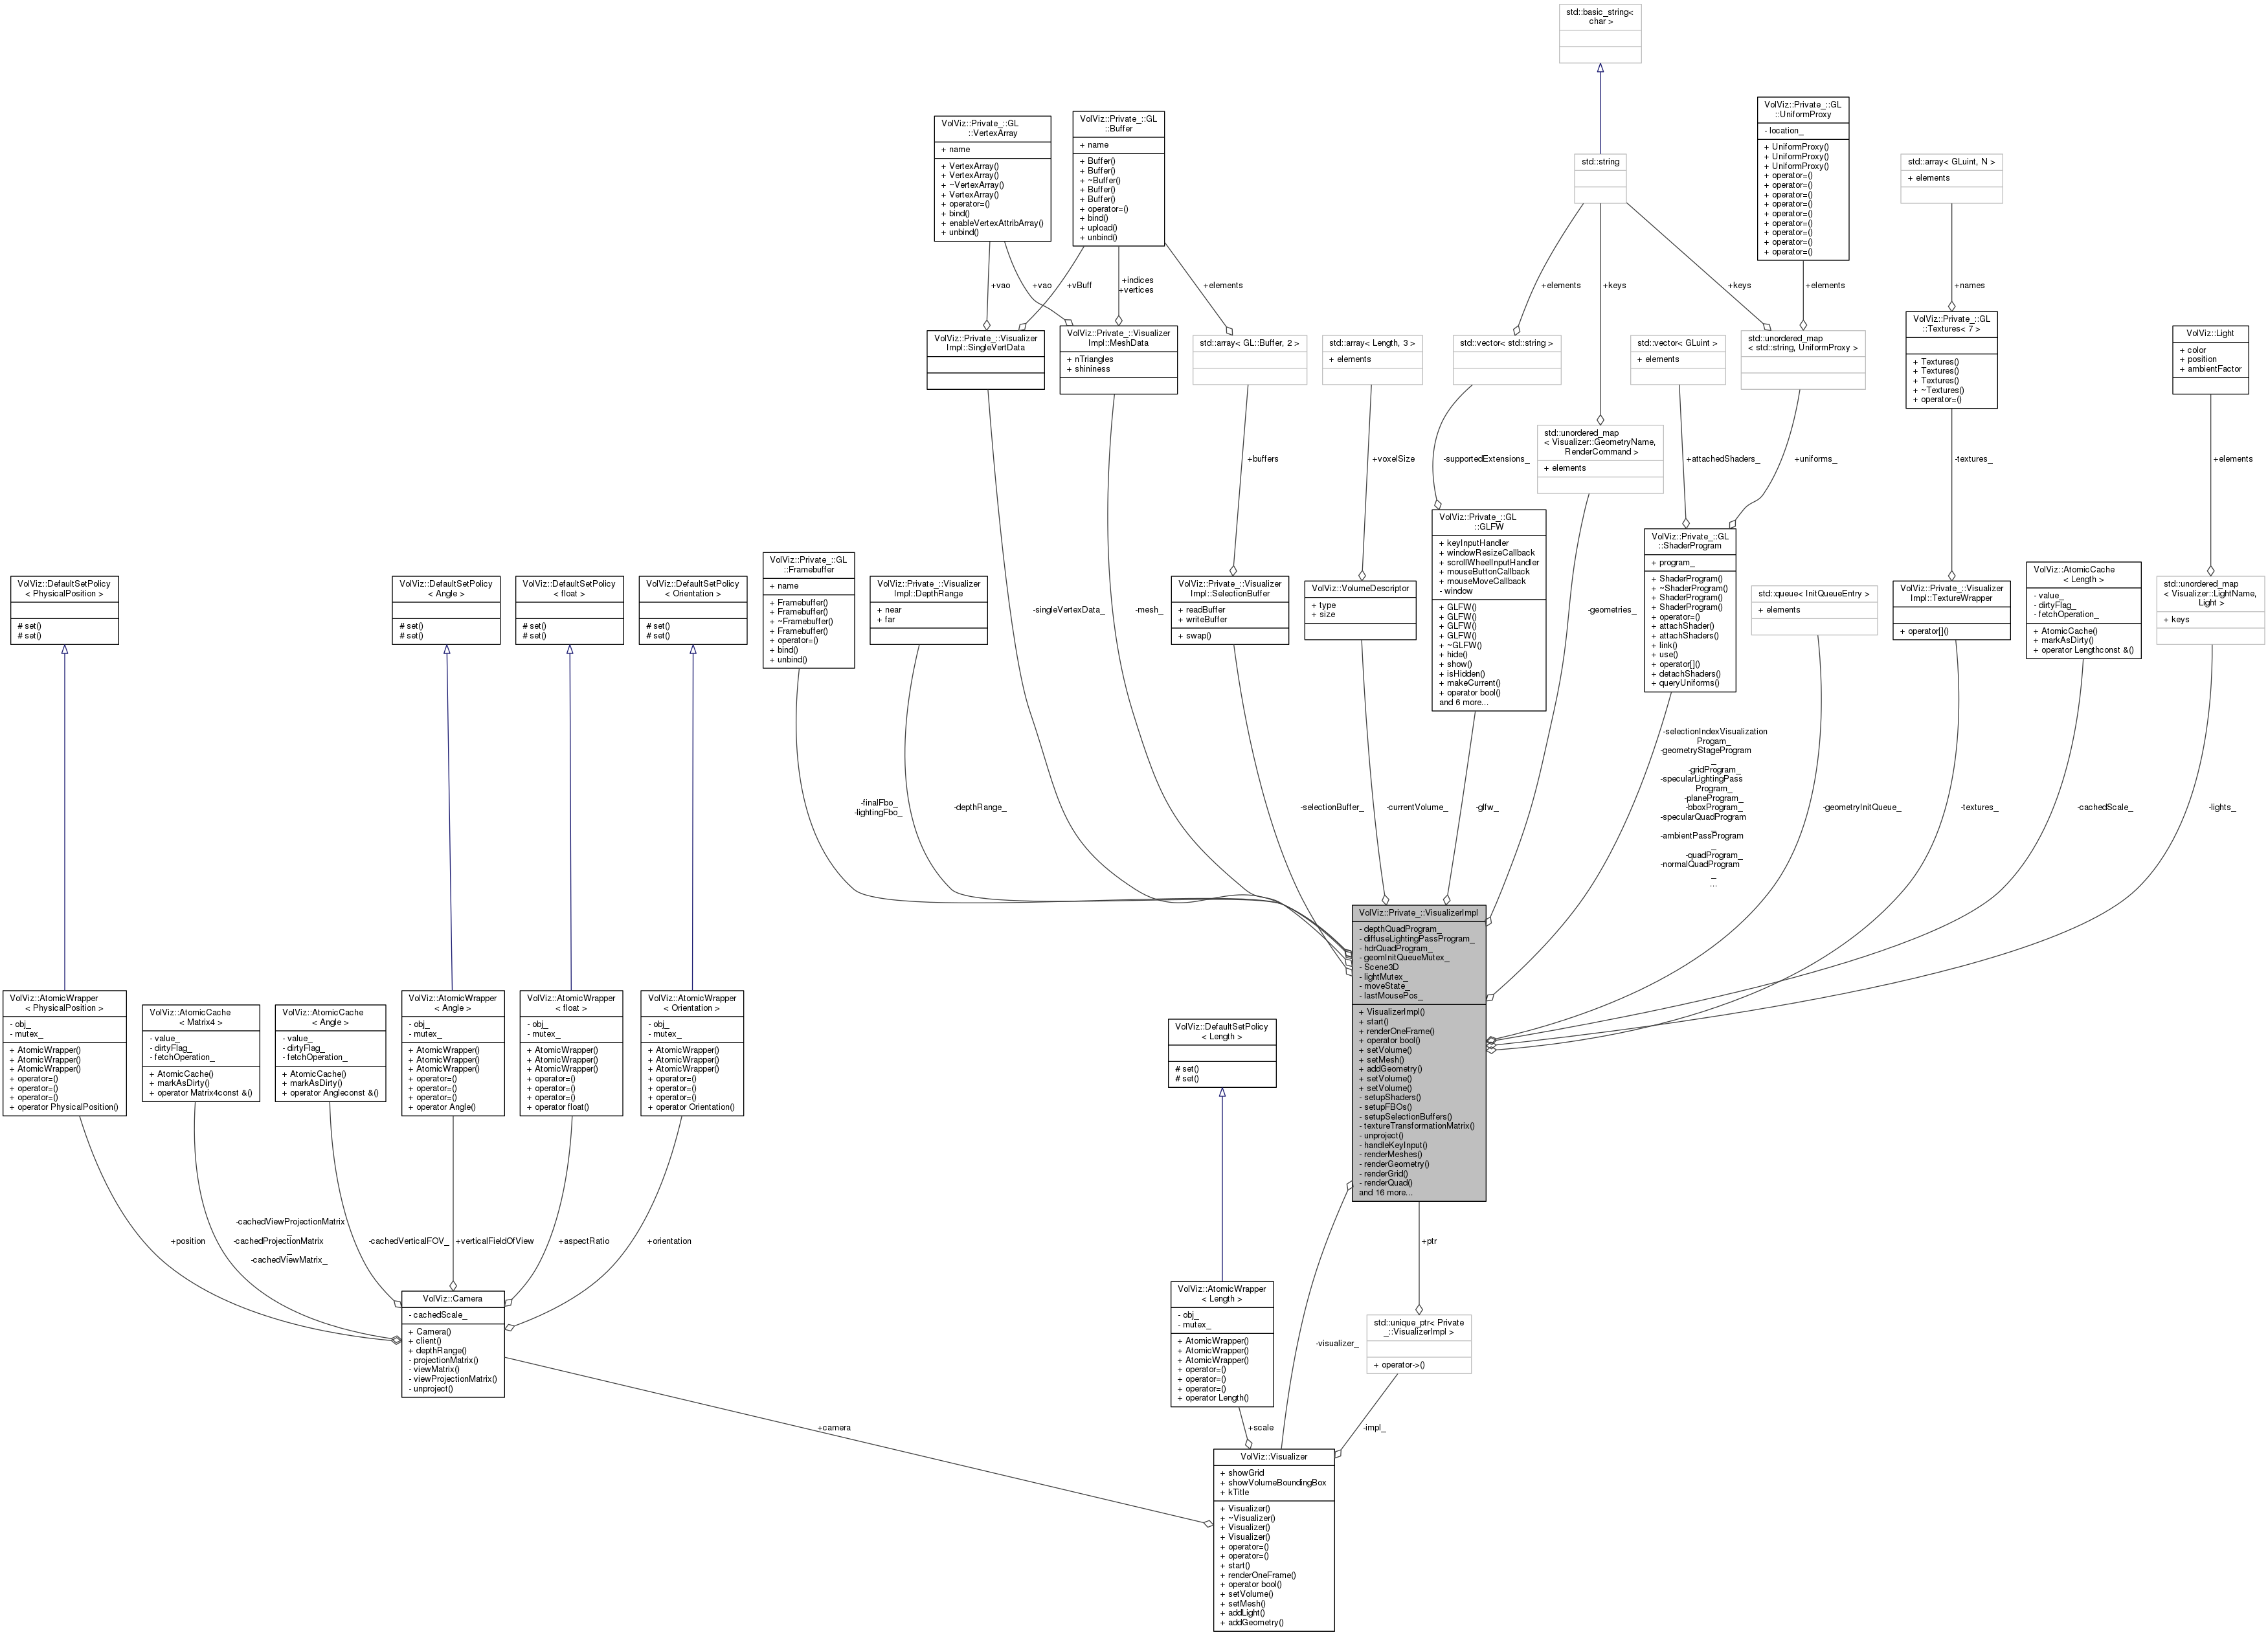 std::basic_string<
char >
VolViz::Private_::GL
::UniformProxy
- location_
+ UniformProxy()
+ UniformProxy()
+ UniformProxy()
+ operator=()
+ operator=()
+ operator=()
+ operator=()
+ operator=()
+ operator=()
+ operator=()
+ operator=()
+ operator=()
VolViz::Private_::GL
::VertexArray
+ name
+ VertexArray()
+ VertexArray()
+ ~VertexArray()
+ VertexArray()
+ operator=()
+ bind()
+ enableVertexAttribArray()
+ unbind()
VolViz::Private_::GL
::Buffer
+ name
+ Buffer()
+ Buffer()
+ ~Buffer()
+ Buffer()
+ Buffer()
+ operator=()
+ bind()
+ upload()
+ unbind()
std::string
std::array< GLuint, N >
+ elements
+vao
+vao
+vBuff
+indices
+vertices
+elements
+elements
+keys
+keys
+elements
+names
VolViz::Private_::Visualizer
Impl::SingleVertData
VolViz::Private_::Visualizer
Impl::MeshData
+ nTriangles
+ shininess
std::array< GL::Buffer, 2 >
std::array< Length, 3 >
+ elements
std::vector< std::string >
std::vector< GLuint >
+ elements
std::unordered_map
< std::string, UniformProxy >
VolViz::Private_::GL
::Textures< 7 >
+ Textures()
+ Textures()
+ Textures()
+ ~Textures()
+ operator=()
VolViz::Light
+ color
+ position
+ ambientFactor
std::unordered_map
< Visualizer::GeometryName,
RenderCommand >
+ elements
+buffers
+voxelSize
-supportedExtensions_
+attachedShaders_
+uniforms_
-textures_
+elements
VolViz::DefaultSetPolicy
< PhysicalPosition >
# set()
# set()
VolViz::DefaultSetPolicy
< Angle >
# set()
# set()
VolViz::DefaultSetPolicy
< float >
# set()
# set()
VolViz::DefaultSetPolicy
< Orientation >
# set()
# set()
VolViz::Private_::GL
::Framebuffer
+ name
+ Framebuffer()
+ Framebuffer()
+ ~Framebuffer()
+ Framebuffer()
+ operator=()
+ bind()
+ unbind()
VolViz::Private_::Visualizer
Impl::DepthRange
+ near
+ far
-singleVertexData_
-mesh_
VolViz::Private_::Visualizer
Impl::SelectionBuffer
+ readBuffer
+ writeBuffer
+ swap()
VolViz::VolumeDescriptor
+ type
+ size
VolViz::Private_::GL
::GLFW
+ keyInputHandler
+ windowResizeCallback
+ scrollWheelInputHandler
+ mouseButtonCallback
+ mouseMoveCallback
- window
+ GLFW()
+ GLFW()
+ GLFW()
+ GLFW()
+ ~GLFW()
+ hide()
+ show()
+ isHidden()
+ makeCurrent()
+ operator bool()
and 6 more...
-geometries_
VolViz::Private_::GL
::ShaderProgram
+ program_
+ ShaderProgram()
+ ~ShaderProgram()
+ ShaderProgram()
+ ShaderProgram()
+ operator=()
+ attachShader()
+ attachShaders()
+ link()
+ use()
+ operator[]()
+ detachShaders()
+ queryUniforms()
std::queue< InitQueueEntry >
+ elements
VolViz::Private_::Visualizer
Impl::TextureWrapper
+ operator[]()
VolViz::AtomicCache
< Length >
- value_
- dirtyFlag_
- fetchOperation_
+ AtomicCache()
+ markAsDirty()
+ operator Lengthconst &()
std::unordered_map
< Visualizer::LightName,
Light >
+ keys
-finalFbo_
-lightingFbo_
-depthRange_
-selectionBuffer_
-currentVolume_
-glfw_
-selectionIndexVisualization
Progam_
-geometryStageProgram
_
-gridProgram_
-specularLightingPass
Program_
-planeProgram_
-bboxProgram_
-specularQuadProgram
_
-ambientPassProgram
_
-quadProgram_
-normalQuadProgram
_
...
-geometryInitQueue_
-textures_
-cachedScale_
-lights_
VolViz::Private_::VisualizerImpl
- depthQuadProgram_
- diffuseLightingPassProgram_
- hdrQuadProgram_
- geomInitQueueMutex_
- Scene3D
- lightMutex_
- moveState_
- lastMousePos_
+ VisualizerImpl()
+ start()
+ renderOneFrame()
+ operator bool()
+ setVolume()
+ setMesh()
+ addGeometry()
+ setVolume()
+ setVolume()
- setupShaders()
- setupFBOs()
- setupSelectionBuffers()
- textureTransformationMatrix()
- unproject()
- handleKeyInput()
- renderMeshes()
- renderGeometry()
- renderGrid()
- renderQuad()
and 16 more...
VolViz::AtomicWrapper
< PhysicalPosition >
- obj_
- mutex_
+ AtomicWrapper()
+ AtomicWrapper()
+ AtomicWrapper()
+ operator=()
+ operator=()
+ operator=()
+ operator PhysicalPosition()
VolViz::AtomicCache
< Matrix4 >
- value_
- dirtyFlag_
- fetchOperation_
+ AtomicCache()
+ markAsDirty()
+ operator Matrix4const &()
VolViz::AtomicCache
< Angle >
- value_
- dirtyFlag_
- fetchOperation_
+ AtomicCache()
+ markAsDirty()
+ operator Angleconst &()
VolViz::AtomicWrapper
< Angle >
- obj_
- mutex_
+ AtomicWrapper()
+ AtomicWrapper()
+ AtomicWrapper()
+ operator=()
+ operator=()
+ operator=()
+ operator Angle()
VolViz::AtomicWrapper
< float >
- obj_
- mutex_
+ AtomicWrapper()
+ AtomicWrapper()
+ AtomicWrapper()
+ operator=()
+ operator=()
+ operator=()
+ operator float()
VolViz::AtomicWrapper
< Orientation >
- obj_
- mutex_
+ AtomicWrapper()
+ AtomicWrapper()
+ AtomicWrapper()
+ operator=()
+ operator=()
+ operator=()
+ operator Orientation()
VolViz::DefaultSetPolicy
< Length >
# set()
# set()
+position
-cachedViewProjectionMatrix
_
-cachedProjectionMatrix
_
-cachedViewMatrix_
-cachedVerticalFOV_
+verticalFieldOfView
+aspectRatio
+orientation
+ptr
VolViz::Camera
- cachedScale_
+ Camera()
+ client()
+ depthRange()
- projectionMatrix()
- viewMatrix()
- viewProjectionMatrix()
- unproject()
VolViz::AtomicWrapper
< Length >
- obj_
- mutex_
+ AtomicWrapper()
+ AtomicWrapper()
+ AtomicWrapper()
+ operator=()
+ operator=()
+ operator=()
+ operator Length()
-visualizer_
std::unique_ptr< Private
_::VisualizerImpl >
+ operator->()
+camera
+scale
-impl_
VolViz::Visualizer
+ showGrid
+ showVolumeBoundingBox
+ kTitle
+ Visualizer()
+ ~Visualizer()
+ Visualizer()
+ Visualizer()
+ operator=()
+ operator=()
+ start()
+ renderOneFrame()
+ operator bool()
+ setVolume()
+ setMesh()
+ addLight()
+ addGeometry()